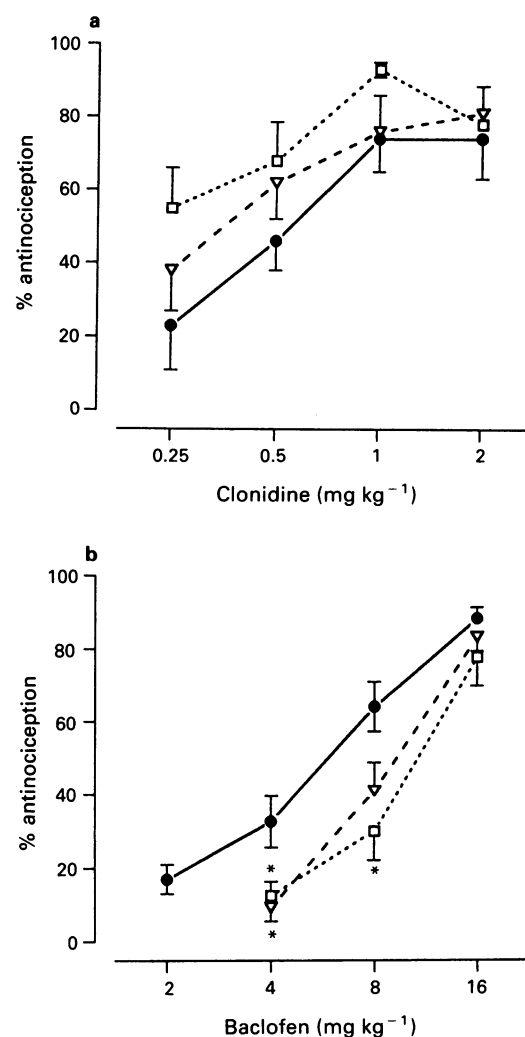 a
100
80
60
40
20
0
% antinociception
0.25 0.5 1 2
Clonidine (mg kg⁻¹)
b
100
80
60
40
20
0
% antinociception
*
*
*
2 4 8 16
Baclofen (mg kg⁻¹)